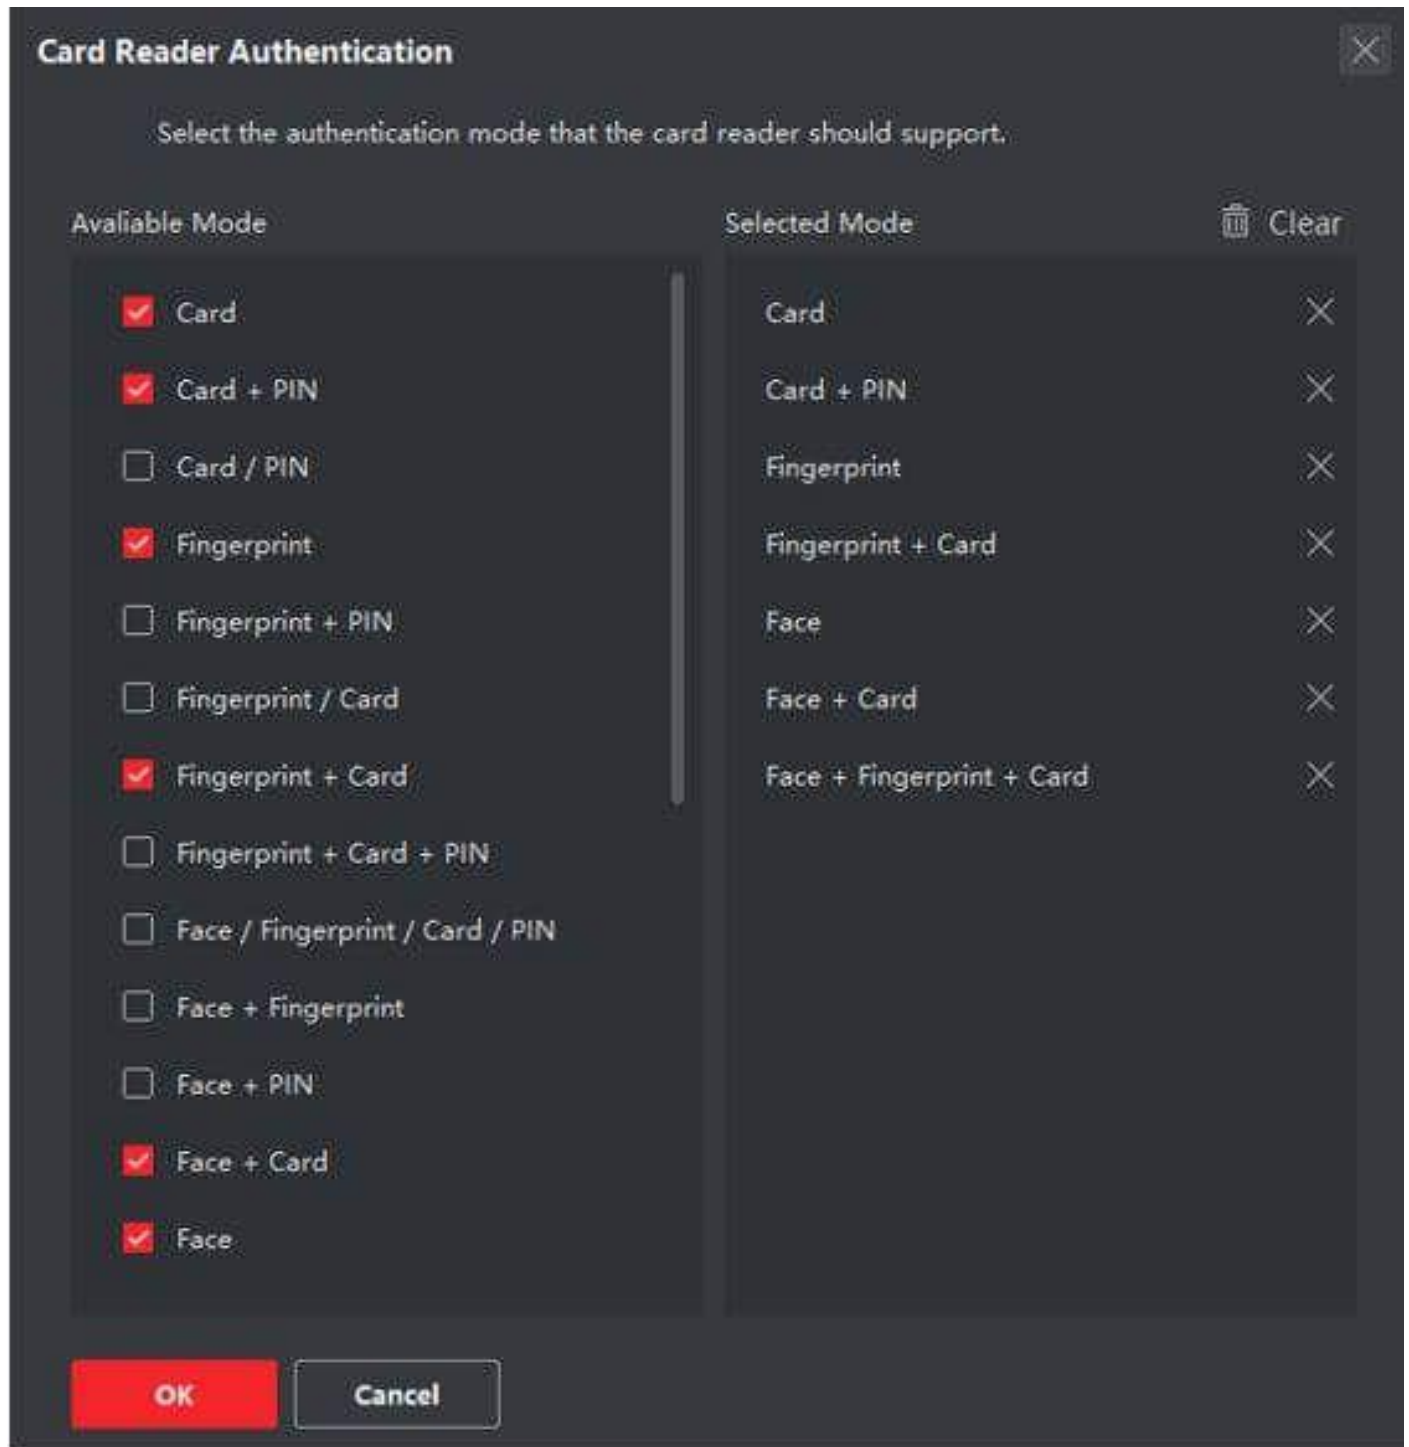 Card Reader Authentication
Select the authentication mode that the card reader should support.
Avaliable Mode
Selected Mode
Clear
Card
Card + PIN
Card / PIN
Fingerprint
Fingerprint + PIN
Fingerprint / Card
Fingerprint + Card
Fingerprint + Card + PIN
Face / Fingerprint / Card / PIN
Face + Fingerprint
Face + PIN
Face + Card
Face
Card
Card + PIN
Fingerprint
Fingerprint + Card
Face
Face + Card
Face + Fingerprint + Card
OK
Cancel